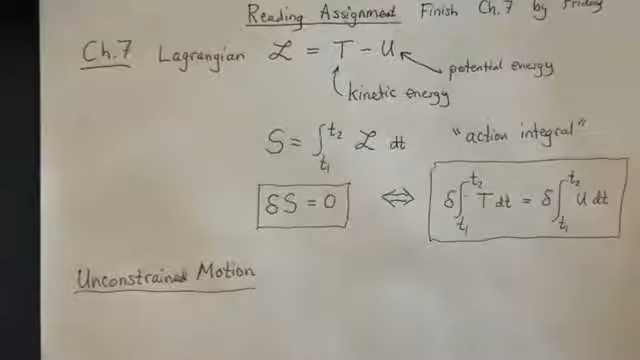 Reading Assignment Finish Ch. 7 by Friday
Ch. 7 Lagrangian ℒ = T − U
potential energy
kinetic energy
S = ∫_{t₁}^{t₂} ℒ dt "action integral"
δS = 0 ⇔ δ∫_{t₁}^{t₂} T dt = δ∫_{t₁}^{t₂} U dt
Unconstrained Motion